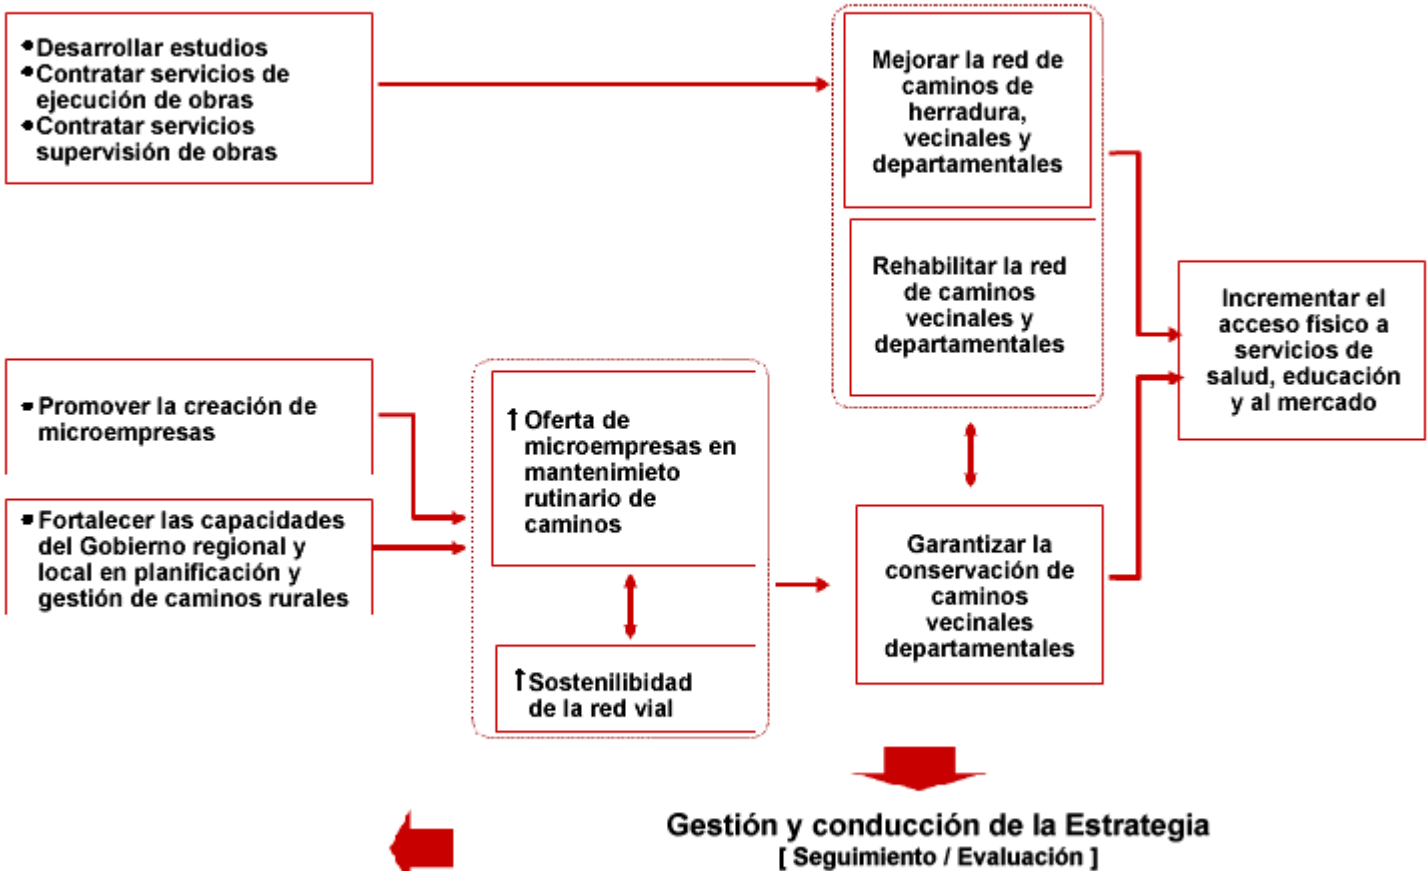 •Desarrollar estudios
•Contratar servicios de
ejecución de obras
•Contratar servicios
supervisión de obras
Mejorar la red de
caminos de
herradura,
vecinales y
departamentales
Rehabilitar la red
de caminos
vecinales y
departamentales
Incrementar el
acceso físico a
servicios de
salud, educación
y al mercado
Promover la creación de
microempresas
Fortalecer las capacidades
del Gobierno regional y
local en planificación y
gestión de caminos rurales
↑ Oferta de
microempresas en
mantenimieto
rutinario de
caminos
↑ Sostenilibidad
de la red vial
Garantizar la
conservación de
caminos
vecinales
departamentales
Gestión y conducción de la Estrategia
[ Seguimiento / Evaluación ]